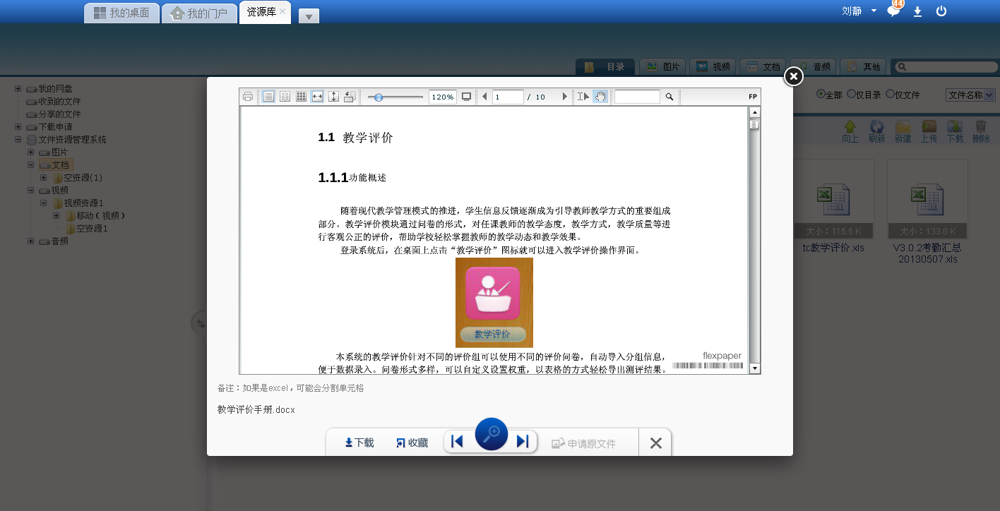 我的桌面 我的门户 资源库
刘静 44
目录 图片 视频 文档 音频 其他
我的网盘
收到的文件
分享的文件
下载申请
文件资源管理系统
图片
文档
空资源(1)
视频
视频资源1
移动(视频)
空资源1
音频
全部 仅目录 仅文件 文件名称
向上 刷新 新建 上传 下载 删除
大小：115.5 K
tc教学评价.xls
大小：133.0 K
V3.0.2考勤汇总
20130507.xls
120% 1 / 10 FP
1.1 教学评价
1.1.1功能概述
随着现代教学管理模式的推进，学生信息反馈逐渐成为引导教师教学方式的重要组成
部分。教学评价模块通过问卷的形式，对任课教师的教学态度，教学方式，教学质量等进
行客观公正的评价，帮助学校轻松掌握教师的教学动态和教学效果。
登录系统后，在桌面上点击“教学评价”图标就可以进入教学评价操作界面。
教学评价
本系统的教学评价针对不同的评价组可以使用不同的评价问卷，自动导入分组信息，
便于数据录入。问卷形式多样，可以自定义设置权重，以表格的方式轻松导出测评结果。
flexpaper
备注：如果是excel，可能会分割单元格
教学评价手册.docx
下载 收藏 申请原文件